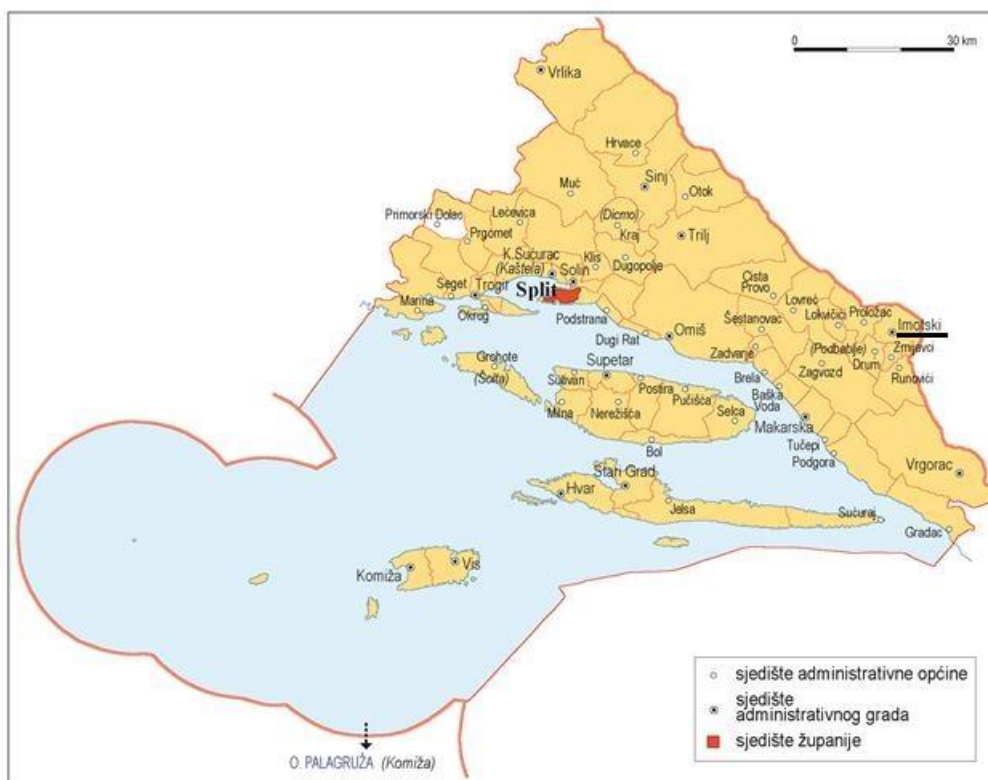 0 30 km
Vrlika
Hrvace
Sinj
Muć
Otok
Primorski Dolec
Lećevica
(Dicmo)
Kraj
Prgomet
Trilj
K.Sućurac
(Kaštela)
Klis
Solin
Dugopolje
Seget
Trogir
Split
Marina
Okrog
Podstrana
Dugi Rat
Omiš
Cista
Provo
Lovreć
Šestanovac
Lokvičići
Proložac
Imotski
Zadvarje
(Podbablje)
Zmijavci
Drum
Zagvozd
Runovići
Grohote
(Šolta)
Supetar
Sutivan
Postira
Pučišća
Brela
Baška
Voda
Milna
Nerežišća
Selca
Makarska
Bol
Tučepi
Podgora
Vrgorac
Stari Grad
Hvar
Jelsa
Sućuraj
Gradac
Komiža
Vis
sjedište administrativne općine
sjedište
administrativnog grada
sjedište županije
O. PALAGRUŽA (Komiža)